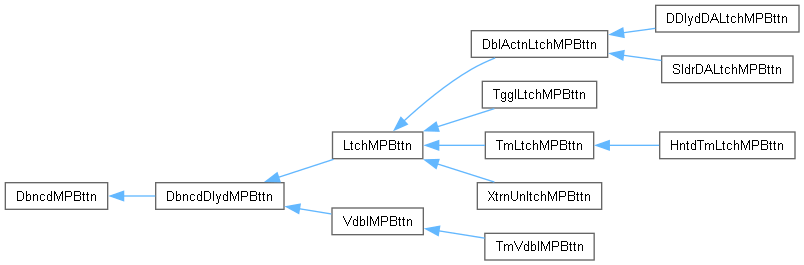 DbncdMPBttn
DbncdDlydMPBttn
LtchMPBttn
DblActnLtchMPBttn
DDlydDALtchMPBttn
SldrDALtchMPBttn
TgglLtchMPBttn
TmLtchMPBttn
HntdTmLtchMPBttn
XtrnUnltchMPBttn
VdblMPBttn
TmVdblMPBttn